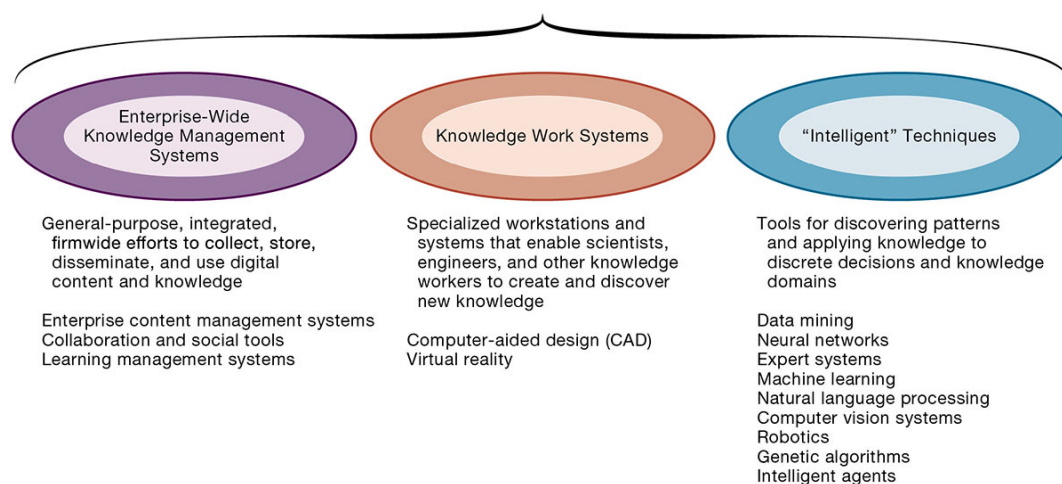 Enterprise-Wide
Knowledge Management
Systems
Knowledge Work Systems
“Intelligent” Techniques
General-purpose, integrated,
firmwide efforts to collect, store,
disseminate, and use digital
content and knowledge
Enterprise content management systems
Collaboration and social tools
Learning management systems
Specialized workstations and
systems that enable scientists,
engineers, and other knowledge
workers to create and discover
new knowledge
Computer-aided design (CAD)
Virtual reality
Tools for discovering patterns
and applying knowledge to
discrete decisions and knowledge
domains
Data mining
Neural networks
Expert systems
Machine learning
Natural language processing
Computer vision systems
Robotics
Genetic algorithms
Intelligent agents